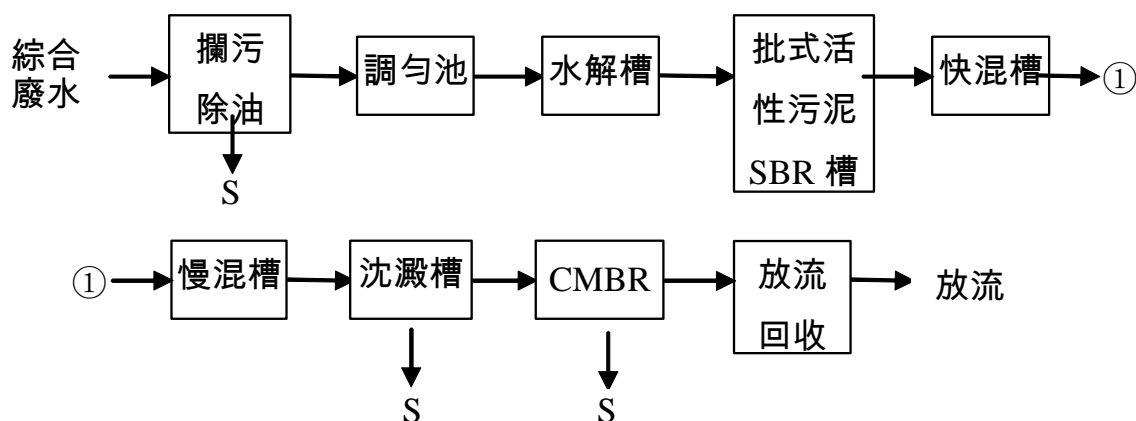 綜合
廢水
攔污
除油
調勻池
水解槽
批式活
性污泥
SBR 槽
快混槽
①
S
①
慢混槽
沈澱槽
CMBR
放流
回收
放流
S
S